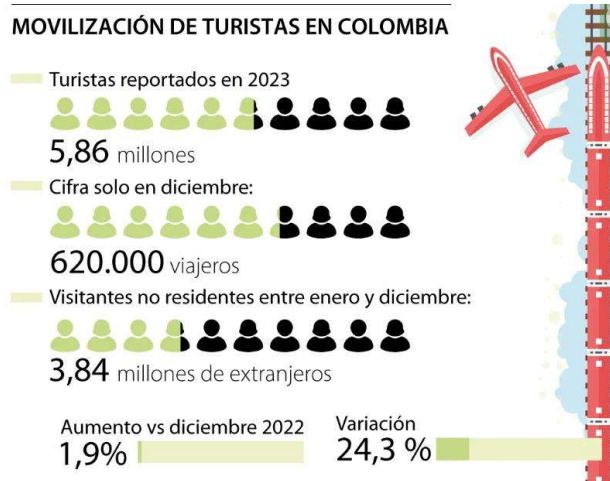 MOVILIZACIÓN DE TURISTAS EN COLOMBIA
Turistas reportados en 2023
5,86 millones
Cifra solo en diciembre:
620.000 viajeros
Visitantes no residentes entre enero y diciembre:
3,84 millones de extranjeros
Aumento vs diciembre 2022
1,9%
Variación
24,3 %